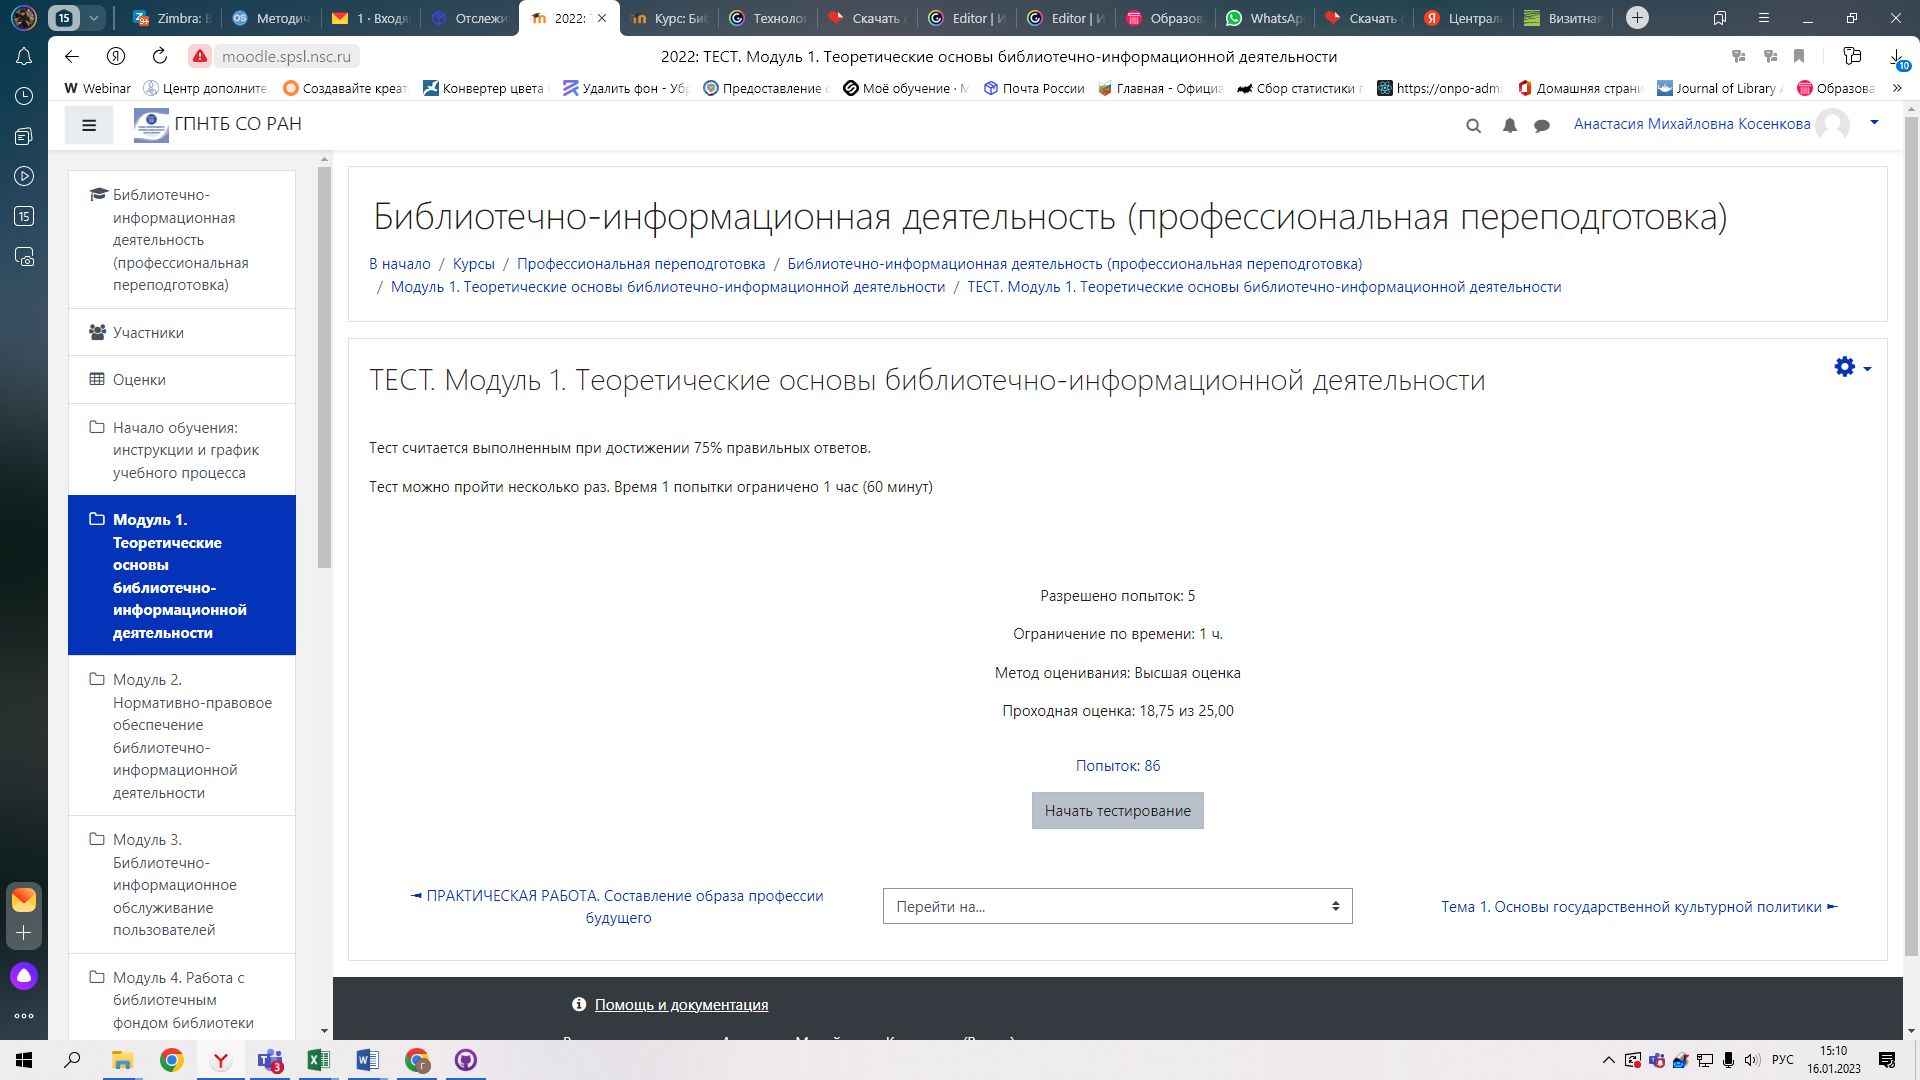 15
Zimbra: В
Методич
1 · Входя
Отслежи
2022: Т
Курс: Биб
Технолог
Скачать
Editor | И
Editor | И
Образова
WhatsApp
Скачать
Централ
Визитная
moodle.spsl.nsc.ru
2022: ТЕСТ. Модуль 1. Теоретические основы библиотечно-информационной деятельности
10
Webinar
Центр дополните
Создавайте креат
Конвертер цвета
Удалить фон - Убр
Предоставление с
Моё обучение · М
Почта России
Главная - Официа
Сбор статистики п
https://onpo-admi
Домашняя страни
Journal of Library A
Образова
»
ГПНТБ СО РАН
Анастасия Михайловна Косенкова
15
Библиотечно-
информационная
деятельность
(профессиональная
переподготовка)
Участники
Оценки
Начало обучения:
инструкции и график
учебного процесса
Модуль 1.
Теоретические
основы
библиотечно-
информационной
деятельности
Модуль 2.
Нормативно-правовое
обеспечение
библиотечно-
информационной
деятельности
Модуль 3.
Библиотечно-
информационное
обслуживание
пользователей
Модуль 4. Работа с
библиотечным
фондом библиотеки
Библиотечно-информационная деятельность (профессиональная переподготовка)
В начало / Курсы / Профессиональная переподготовка / Библиотечно-информационная деятельность (профессиональная переподготовка)
/ Модуль 1. Теоретические основы библиотечно-информационной деятельности / ТЕСТ. Модуль 1. Теоретические основы библиотечно-информационной деятельности
ТЕСТ. Модуль 1. Теоретические основы библиотечно-информационной деятельности
Тест считается выполненным при достижении 75% правильных ответов.
Тест можно пройти несколько раз. Время 1 попытки ограничено 1 час (60 минут)
Разрешено попыток: 5
Ограничение по времени: 1 ч.
Метод оценивания: Высшая оценка
Проходная оценка: 18,75 из 25,00
Попыток: 86
Начать тестирование
◄ ПРАКТИЧЕСКАЯ РАБОТА. Составление образа профессии
будущего
Перейти на...
Тема 1. Основы государственной культурной политики ►
Помощь и документация
3
РУС
15:10
16.01.2023